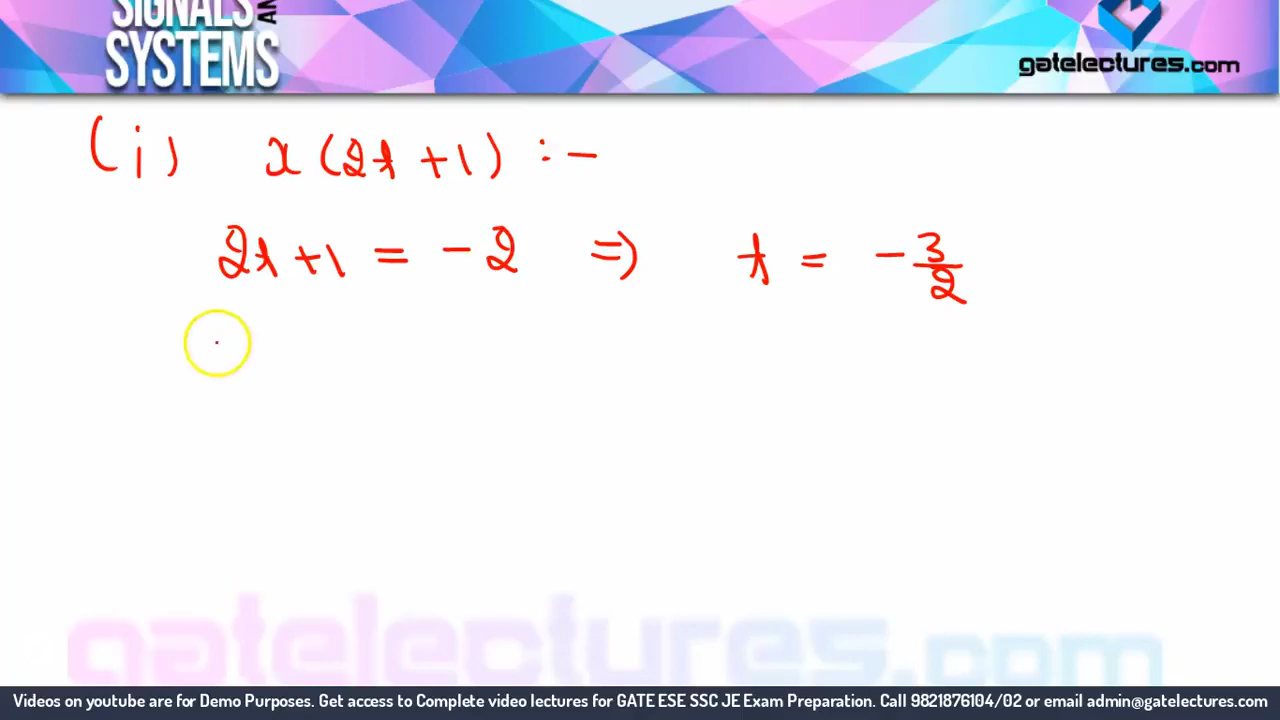 SIGNALS AN
SYSTEMS
gatelectures.com
(i) x(2t+1) :-
2t+1 = -2 ⇒ t = -3/2
gatelectures.com
Videos on youtube are for Demo Purposes. Get access to Complete video lectures for GATE ESE SSC JE Exam Preparation. Call 9821876104/02 or email admin@gatelectures.com